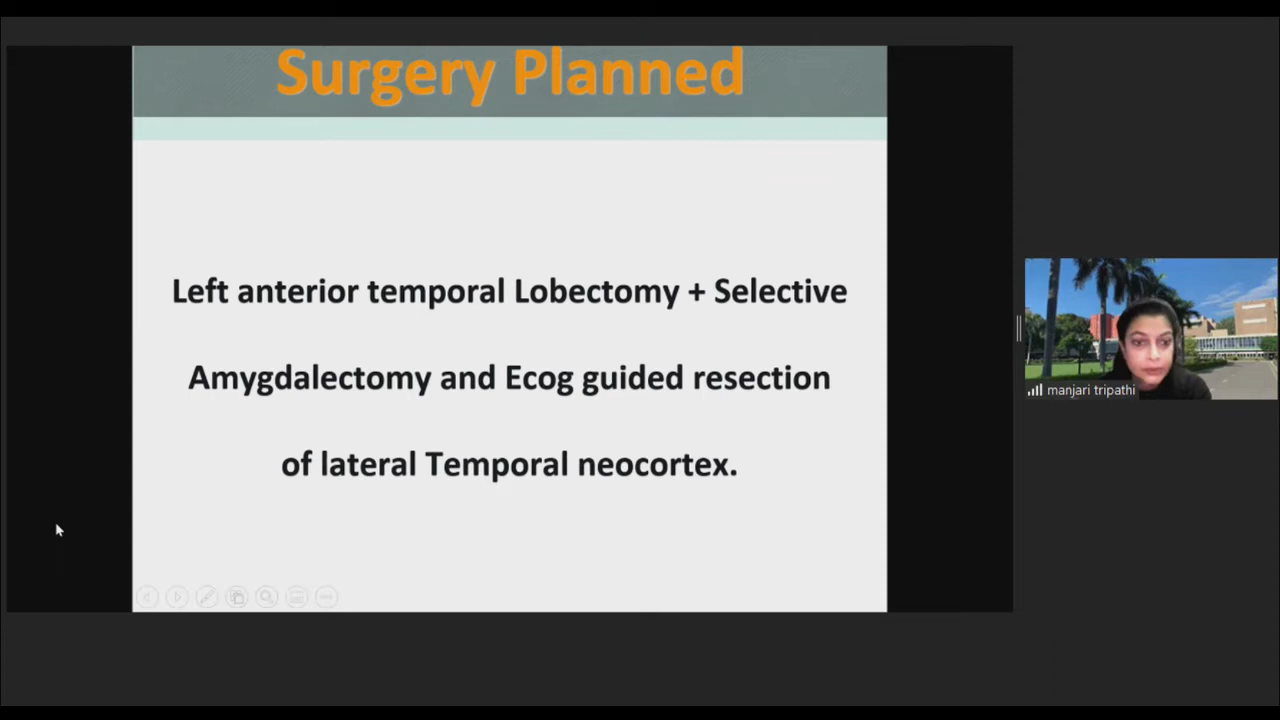 Surgery Planned
Left anterior temporal Lobectomy + Selective
Amygdalectomy and Ecog guided resection
of lateral Temporal neocortex.
manjari tripathi